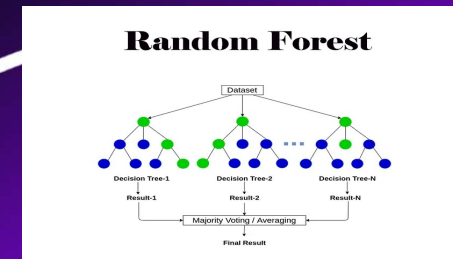 Random Forest
Dataset
Decision Tree-1 Decision Tree-2 Decision Tree-N
Result-1 Result-2 Result-N
Majority Voting / Averaging
Final Result